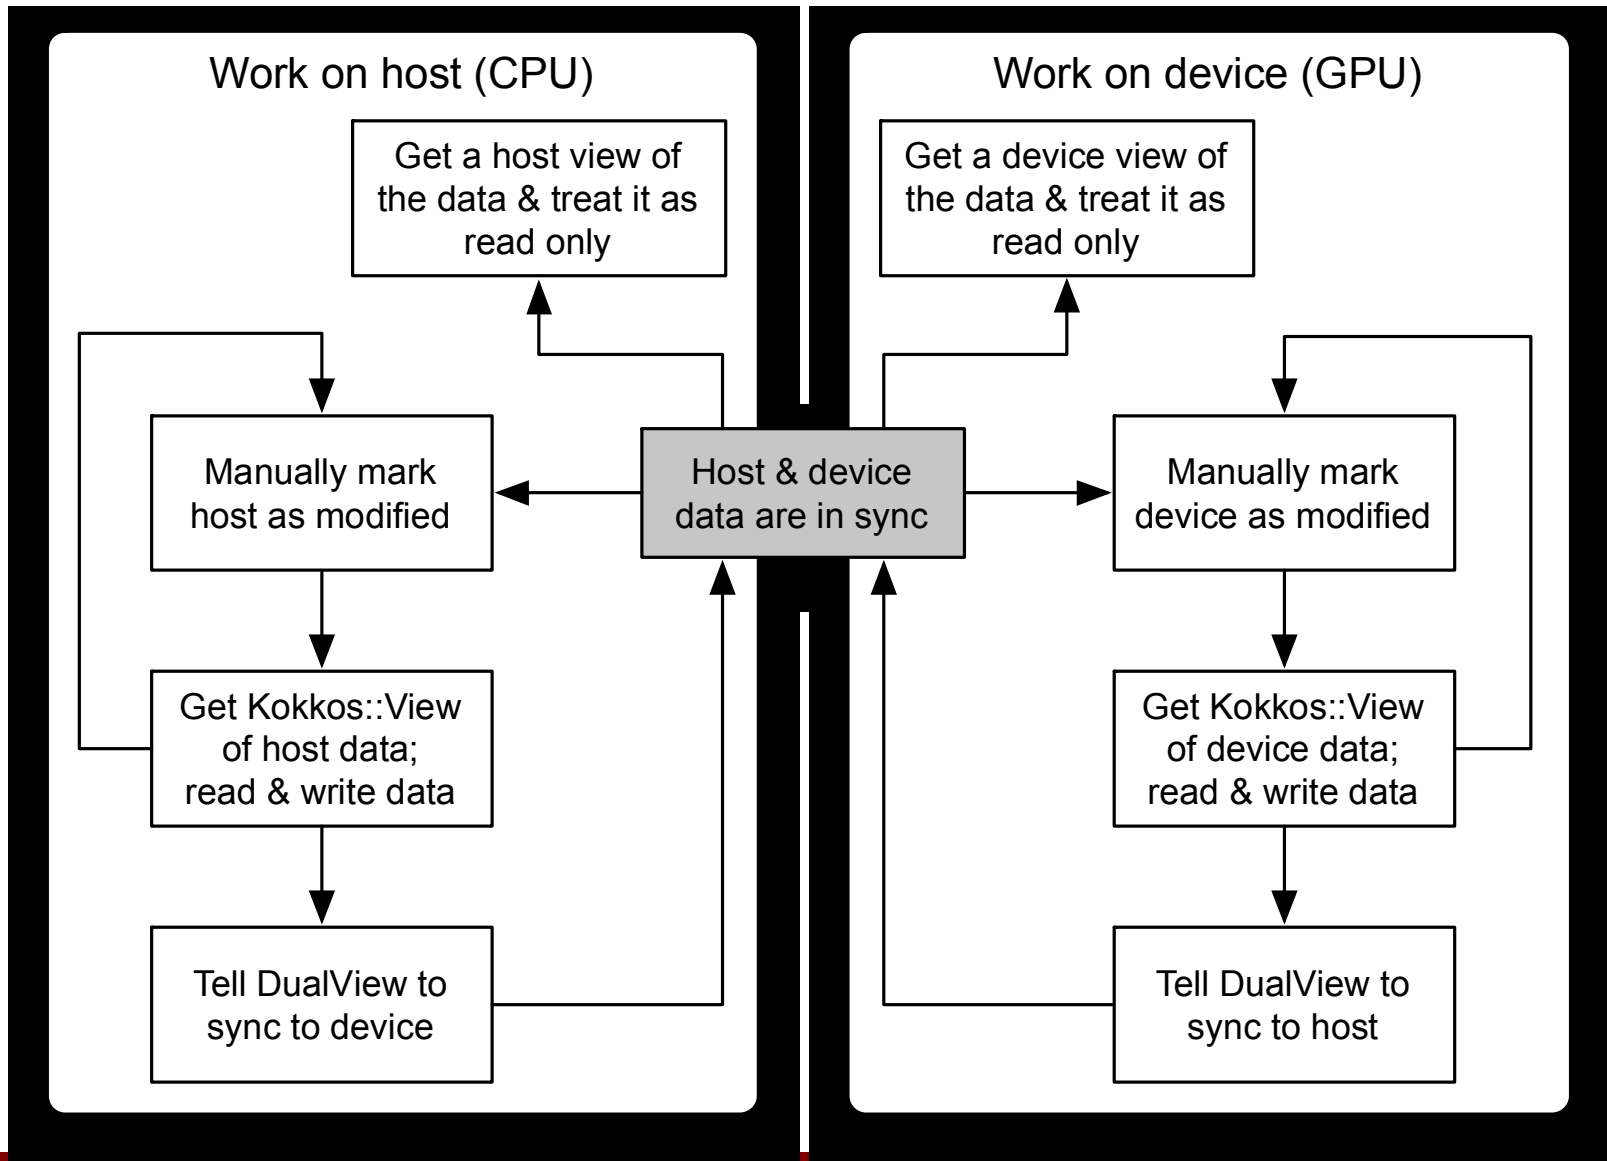 Work on host (CPU)
Get a host view of
the data & treat it as
read only
Manually mark
host as modified
Get Kokkos::View
of host data;
read & write data
Tell DualView to
sync to device
Host & device
data are in sync
Work on device (GPU)
Get a device view of
the data & treat it as
read only
Manually mark
device as modified
Get Kokkos::View
of device data;
read & write data
Tell DualView to
sync to host